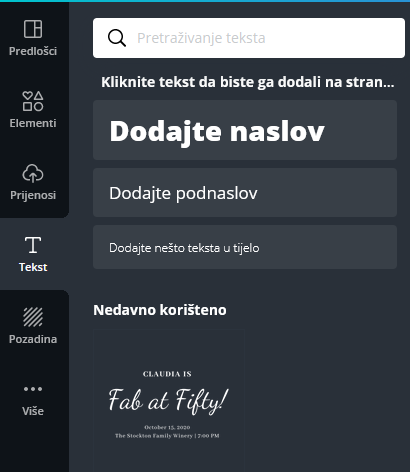 Predlošci
Elementi
Prijenosi
Tekst
Pozadina
Više
Pretraživanje teksta
Kliknite tekst da biste ga dodali na stran...
Dodajte naslov
Dodajte podnaslov
Dodajte nešto teksta u tijelo
Nedavno korišteno
CLAUDIA IS
Fab at Fifty!
October 15, 2020
The Stockton Family Winery | 7:00 PM